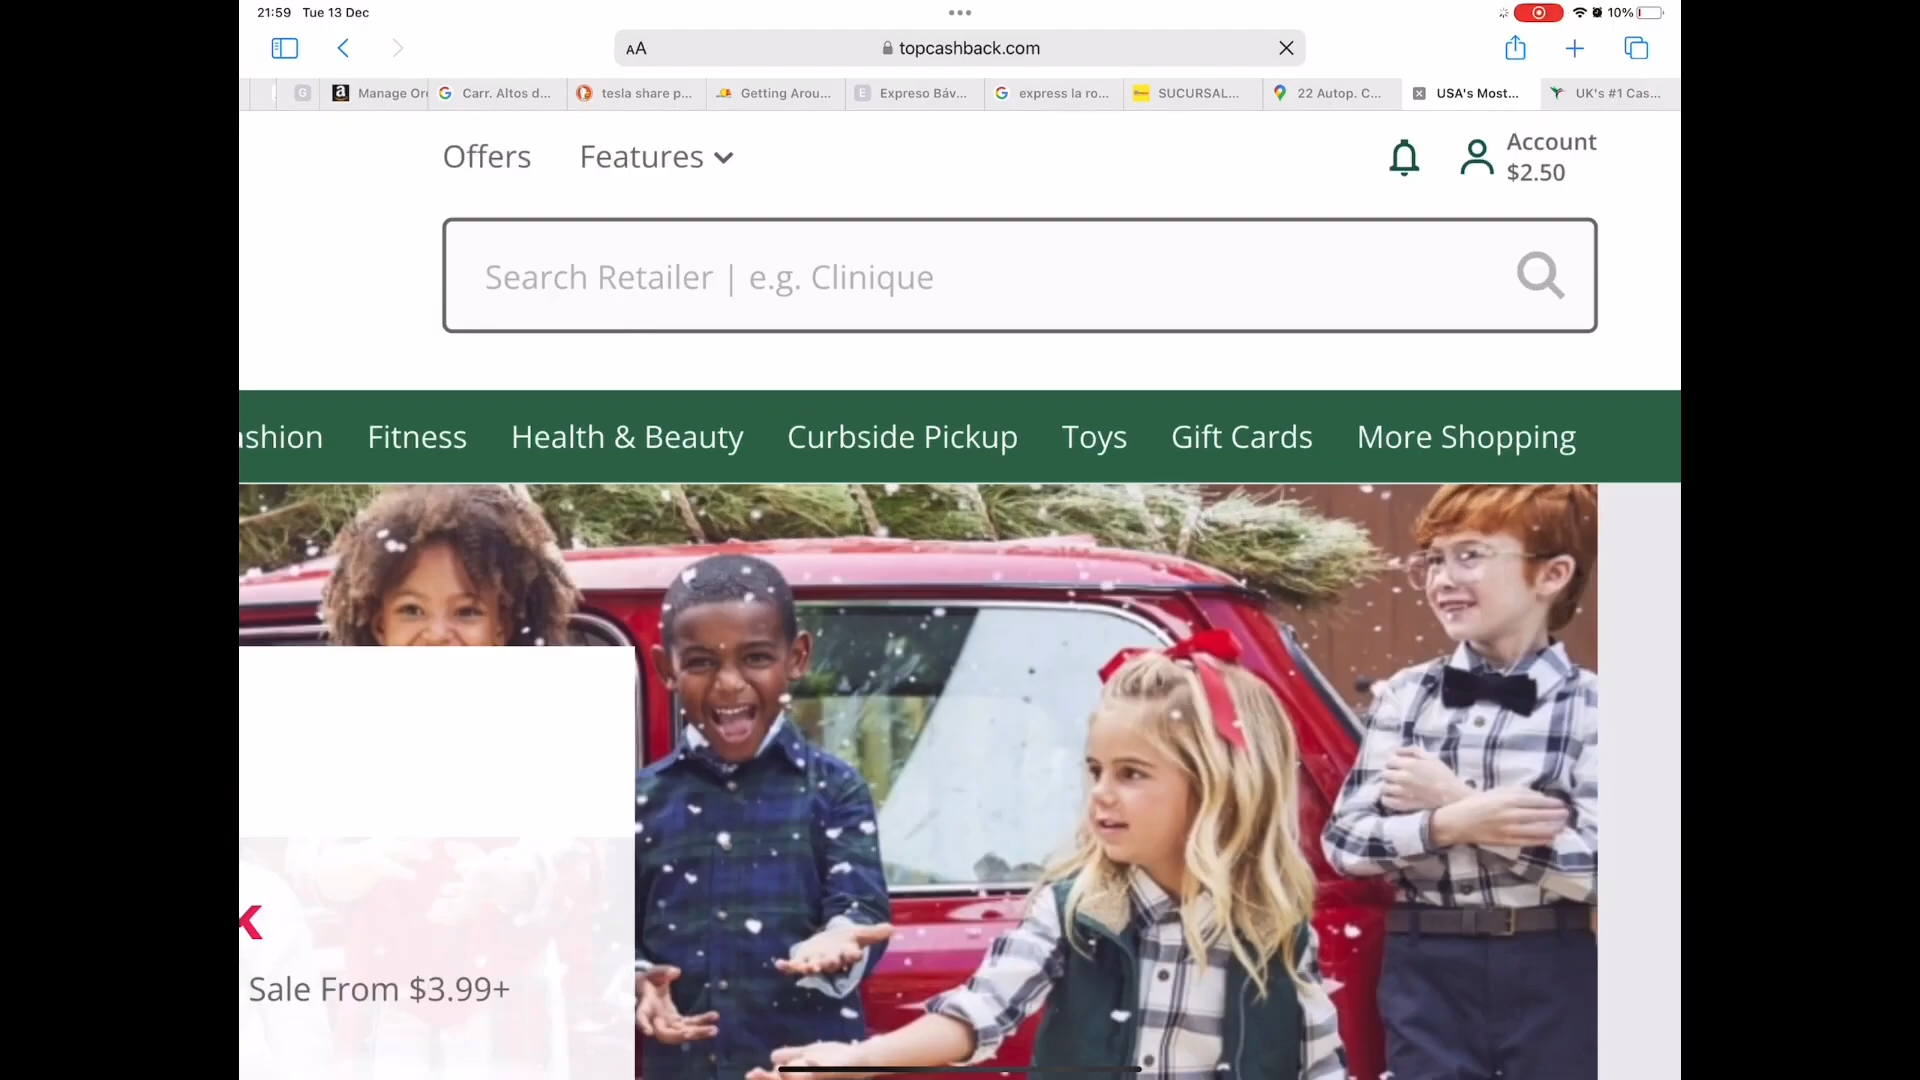 21:59 Tue 13 Dec
10%
AA
topcashback.com
G
Manage Ord
Carr. Altos d...
tesla share p...
Getting Arou...
E
Expreso Báv...
express la ro...
SUCURSAL...
22 Autop. C...
USA's Most...
UK's #1 Cas...
Offers
Features
Account
$2.50
Search Retailer | e.g. Clinique
ashion
Fitness
Health & Beauty
Curbside Pickup
Toys
Gift Cards
More Shopping
k
Sale From $3.99+